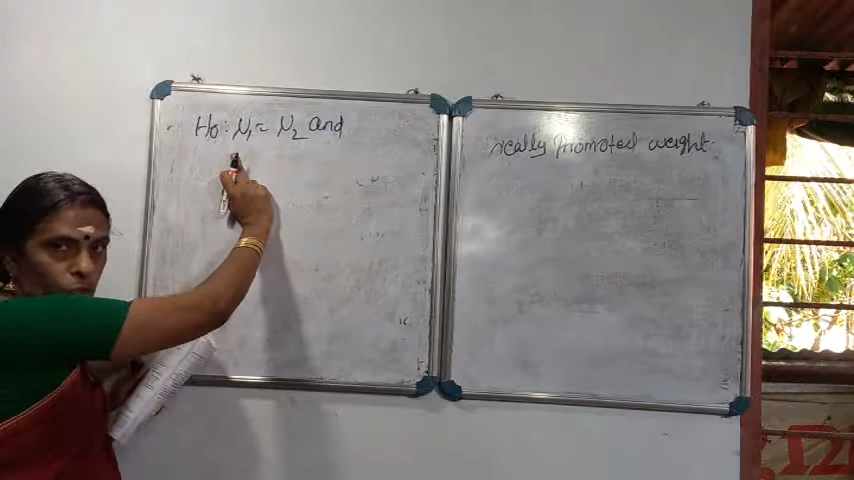 H₀: μ₁ = μ₂ and
really Promoted weight.